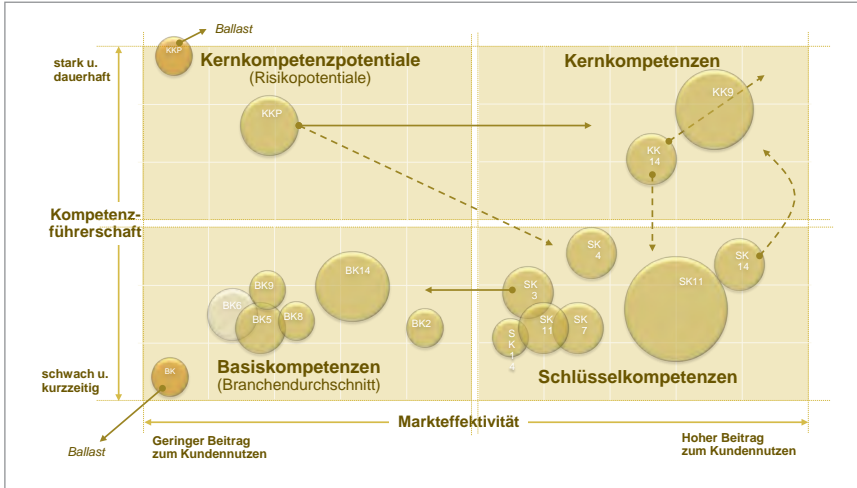 Ballast
KKP
stark u.
dauerhaft
Kernkompetenzpotentiale
(Risikopotentiale)
Kernkompetenzen
KKP
KK9
KK
14
Kompetenz-
führerschaft
SK
4
SK
14
BK14
BK9
BK6
BK5
BK8
BK2
SK
3
SK11
SK
11
SK
7
BK
schwach u.
kurzzeitig
Basiskompetenzen
(Branchendurchschnitt)
Schlüsselkompetenzen
Markteffektivität
Ballast
Geringer Beitrag
zum Kundennutzen
Hoher Beitrag
zum Kundennutzen